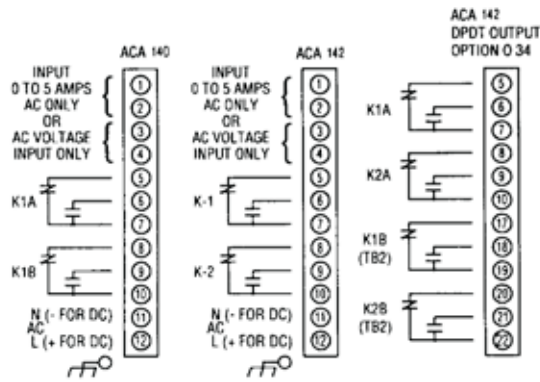 ACA 140
INPUT
0 TO 5 AMPS
AC ONLY
OR
AC VOLTAGE
INPUT ONLY
1
2
3
4
5
6
7
8
9
10
11
12
K1A
K1B
N (- FOR DC)
AC
L (+ FOR DC)
ACA 142
INPUT
0 TO 5 AMPS
AC ONLY
OR
AC VOLTAGE
INPUT ONLY
1
2
3
4
5
6
7
8
9
10
11
12
K-1
K-2
N (- FOR DC)
AC
L (+ FOR DC)
ACA 142
DPDT OUTPUT
OPTION O 34
5
6
7
8
9
10
17
18
19
20
21
22
K1A
K2A
K1B
(TB2)
K2B
(TB2)